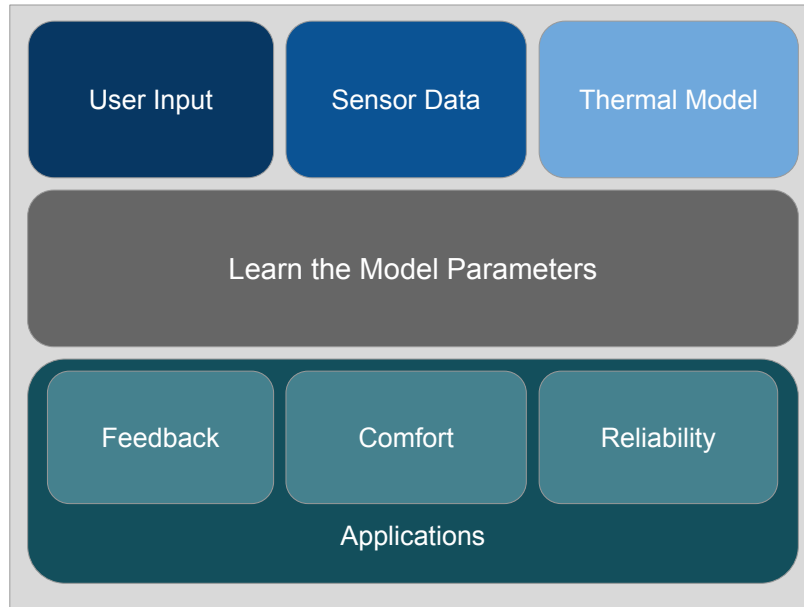 User Input
Sensor Data
Thermal Model
Learn the Model Parameters
Feedback
Comfort
Reliability
Applications